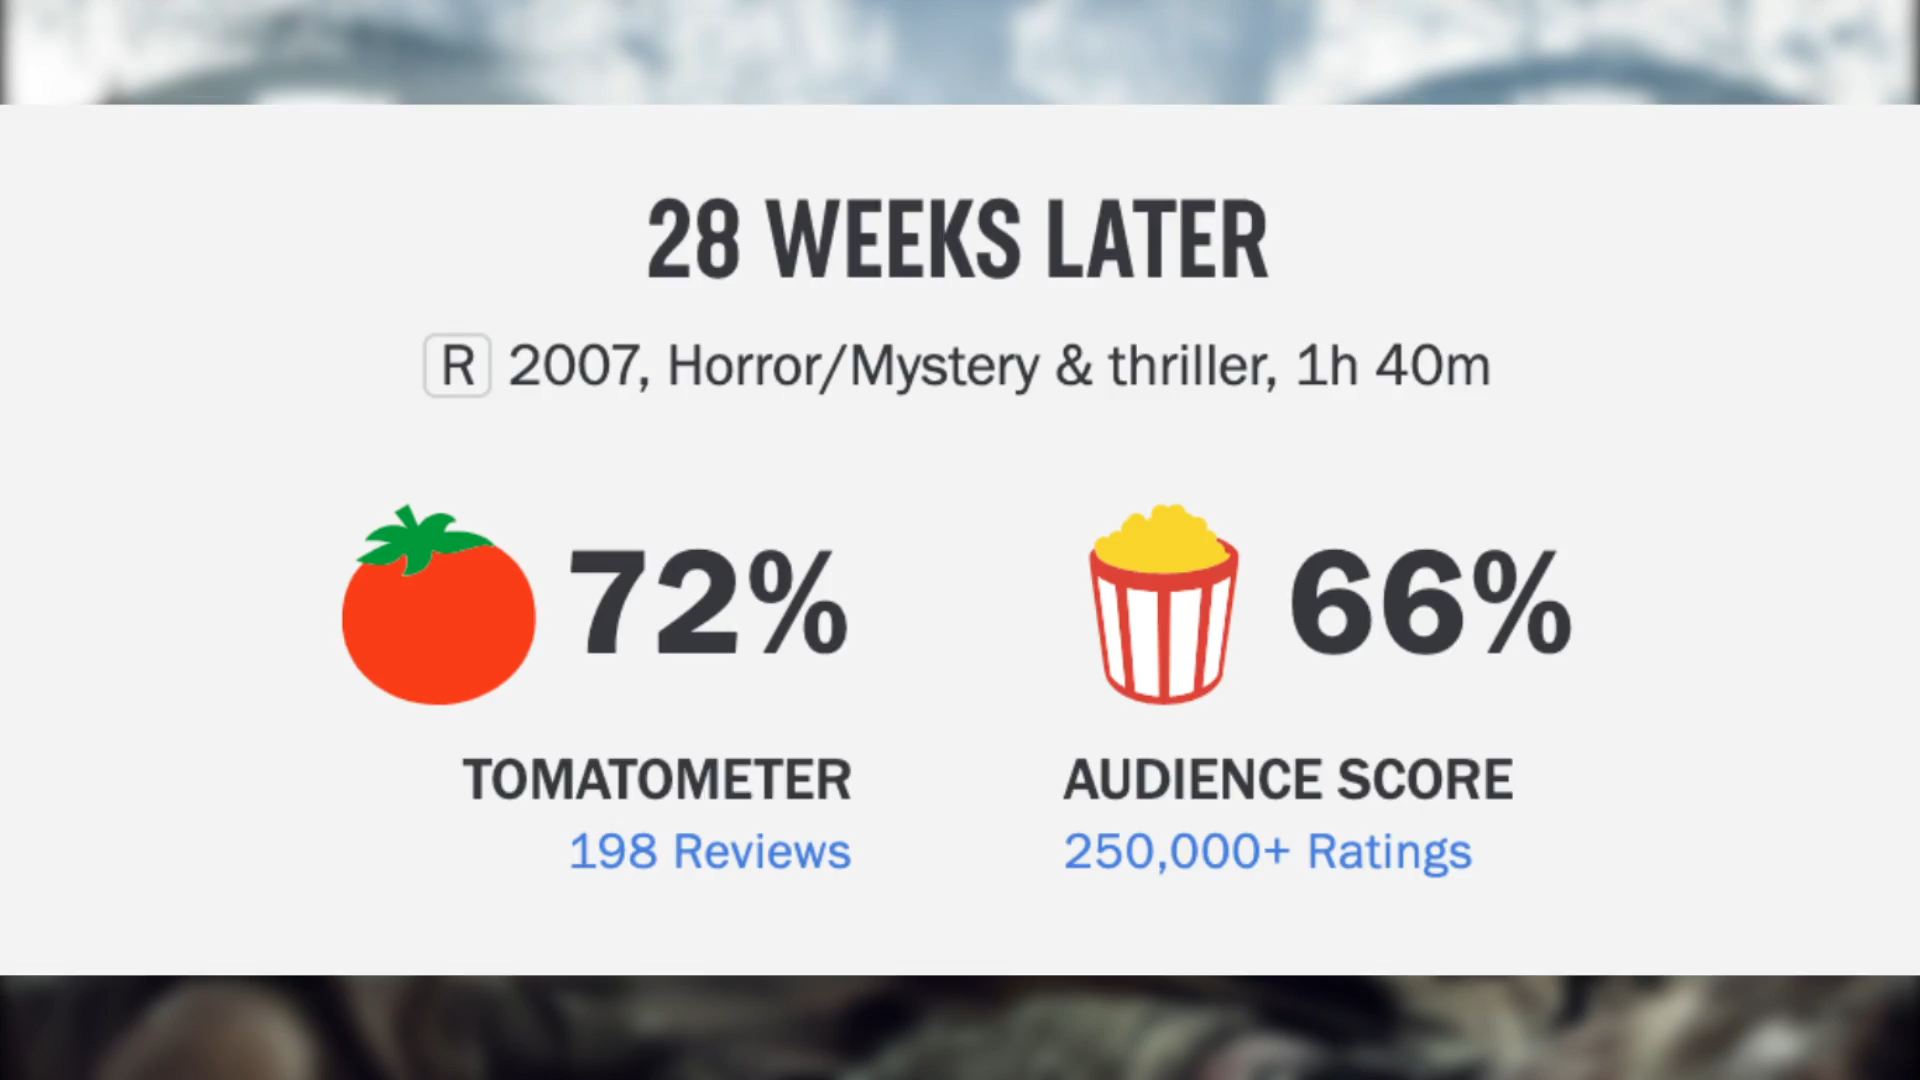 28 WEEKS LATER
R 2007, Horror/Mystery & thriller, 1h 40m
72%
66%
TOMATOMETER
AUDIENCE SCORE
198 Reviews
250,000+ Ratings